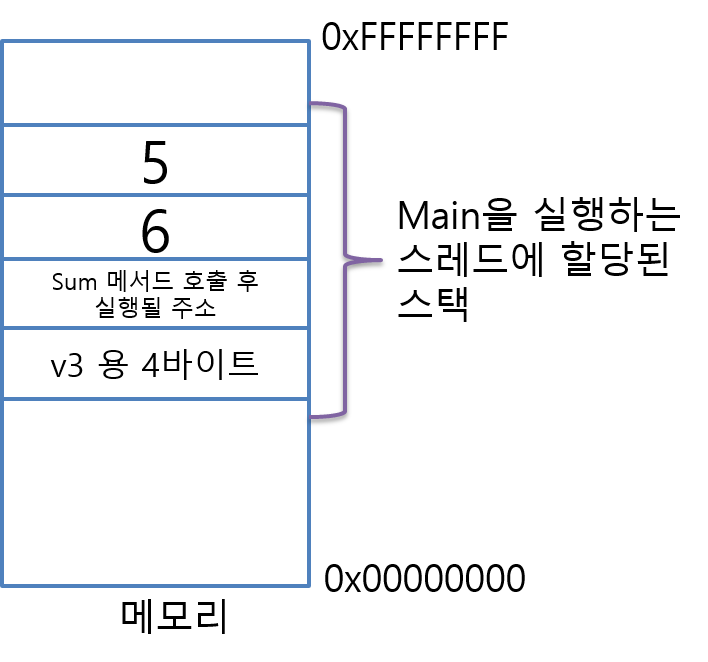 0xFFFFFFFF
5
6
Sum 메서드 호출 후
실행될 주소
v3 용 4바이트
Main을 실행하는
스레드에 할당된
스택
0x00000000
메모리